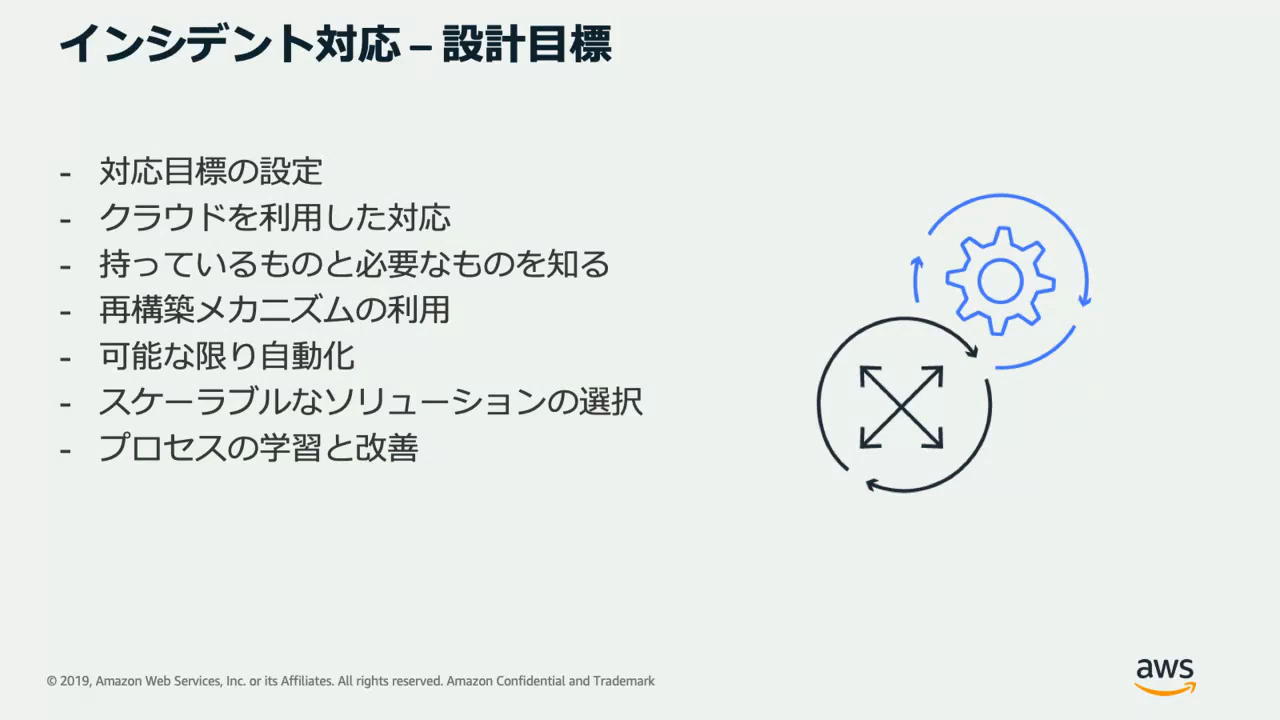 インシデント対応 – 設計目標
- 対応目標の設定
- クラウドを利用した対応
- 持っているものと必要なものを知る
- 再構築メカニズムの利用
- 可能な限り自動化
- スケーラブルなソリューションの選択
- プロセスの学習と改善
© 2019, Amazon Web Services, Inc. or its Affiliates. All rights reserved. Amazon Confidential and Trademark
aws